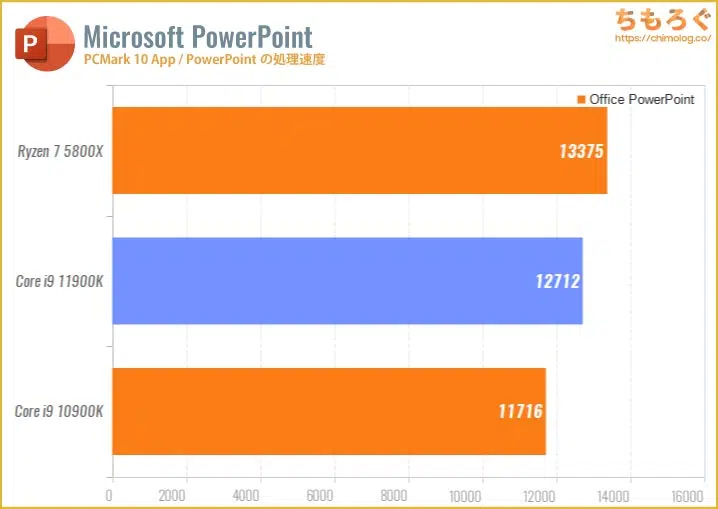 P
Microsoft PowerPoint
PCMark 10 App / PowerPoint の処理速度
ちもろぐ
https://chimolog.co/
Office PowerPoint
Ryzen 7 5800X
13375
Core i9 11900K
12712
Core i9 10900K
11716
0 2000 4000 6000 8000 10000 12000 14000 16000